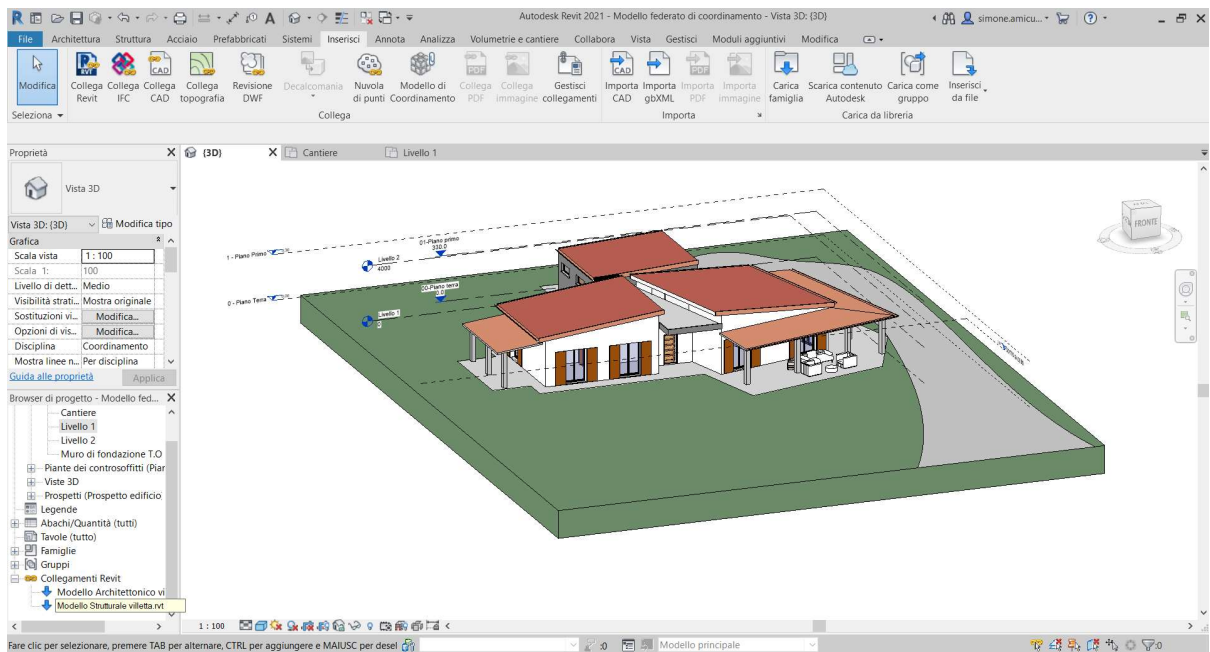 Autodesk Revit 2021 - Modello federato di coordinamento - Vista 3D: {3D}
simone.amicu...
File Architettura Struttura Acciaio Prefabbricati Sistemi Inserisci Annota Analizza Volumetrie e cantiere Collabora Vista Gestisci Moduli aggiuntivi Modifica
Modifica
Collega Revit
Collega IFC
Collega CAD
Collega topografia
Revisione DWF
Decalcomania
Nuvola di punti
Modello di Coordinamento
Collega PDF
Collega immagine
Gestisci collegamenti
Importa CAD
Importa gbXML
Importa PDF
Importa immagine
Carica famiglia
Scarica contenuto Autodesk
Carica come gruppo
Inserisci da file
Seleziona
Collega
Importa
Carica da libreria
Proprietà
{3D}
Cantiere
Livello 1
Vista 3D
Vista 3D: {3D}
Modifica tipo
Grafica
Scala vista 1 : 100
Scala 1: 100
Livello di dett... Medio
Visibilità strati... Mostra originale
Sostituzioni vi... Modifica...
Opzioni di vis... Modifica...
Disciplina Coordinamento
Mostra linee n... Per disciplina
Guida alle proprietà
Applica
Browser di progetto - Modello fed...
Cantiere
Livello 1
Livello 2
Muro di fondazione T.O
Piante dei controsoffitti (Piar
Viste 3D
Prospetti (Prospetto edificio
Legende
Abachi/Quantità (tutti)
Tavole (tutto)
Famiglie
Gruppi
Collegamenti Revit
Modello Architettonico vi
Modello Strutturale villetta.rvt
1 - Piano Primo
01-Piano primo
330.0
Livello 2
4000
0 - Piano Terra
00-Piano terra
0.0
Livello 1
0
FRONTE
1 : 100
Fare clic per selezionare, premere TAB per alternare, CTRL per aggiungere e MAIUSC per desel
:0
Modello principale
:0